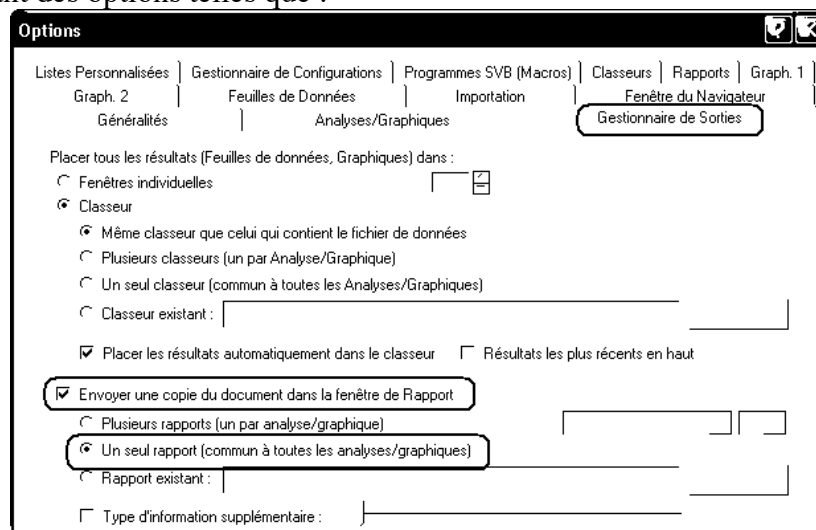 ant des options telles que :
Options
Listes Personnalisées Gestionnaire de Configurations Programmes SVB (Macros) Classeurs Rapports Graph. 1
Graph. 2 Feuilles de Données Importation Fenêtre du Navigateur
Généralités Analyses/Graphiques Gestionnaire de Sorties
Placer tous les résultats (Feuilles de données, Graphiques) dans :
Fenêtres individuelles
Classeur
Même classeur que celui qui contient le fichier de données
Plusieurs classeurs (un par Analyse/Graphique)
Un seul classeur (commun à toutes les Analyses/Graphiques)
Classeur existant :
Placer les résultats automatiquement dans le classeur Résultats les plus récents en haut
Envoyer une copie du document dans la fenêtre de Rapport
Plusieurs rapports (un par analyse/graphique)
Un seul rapport (commun à toutes les analyses/graphiques)
Rapport existant :
Type d'information supplémentaire :